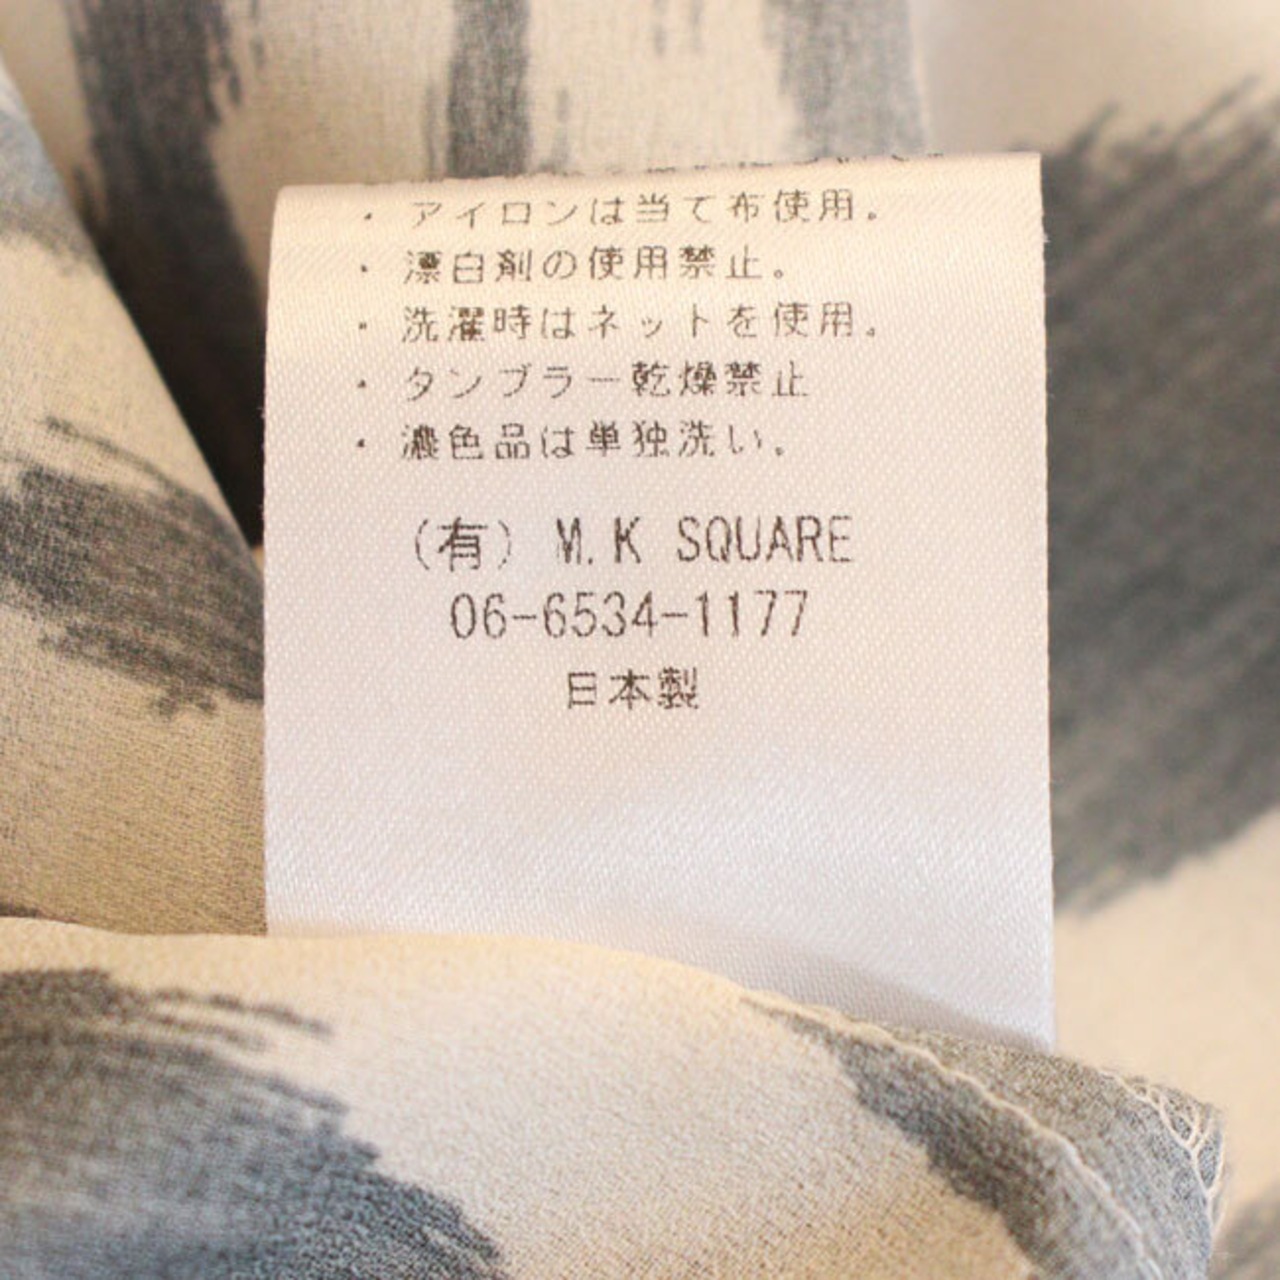 ・アイロンは当て布使用。
・漂白剤の使用禁止。
・洗濯時はネットを使用。
・タンブラー乾燥禁止
・濃色品は単独洗い。
(有) M.K SQUARE
06-6534-1177
日本製